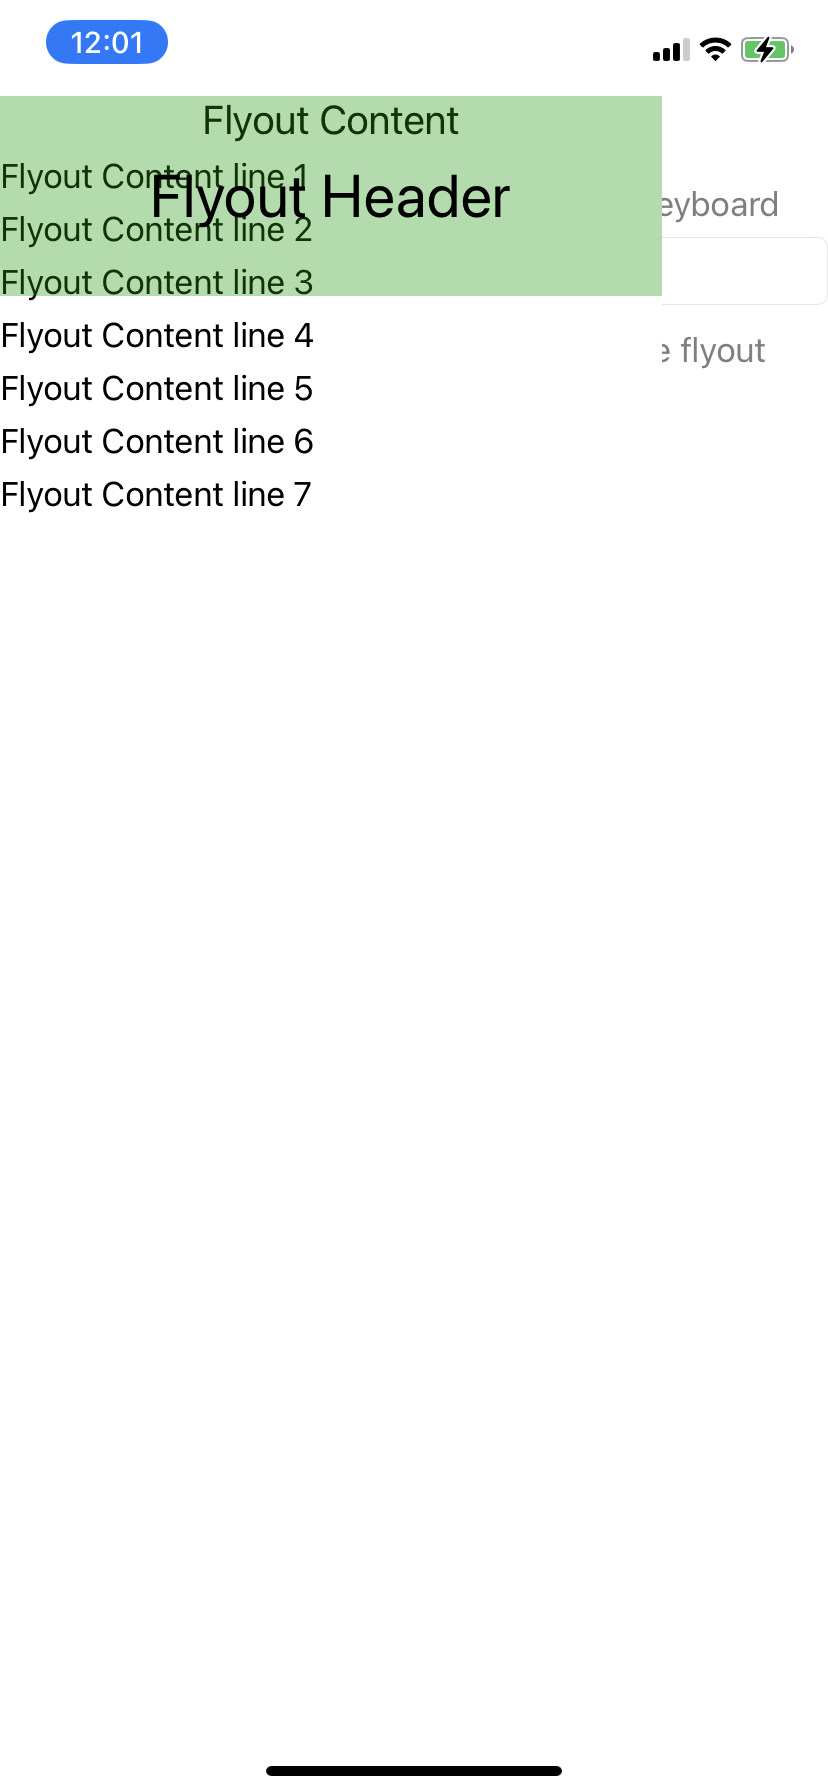 12:01
Flyout Content
Flyout Content line 1
Flyout Header
Flyout Content line 2
Flyout Content line 3
Flyout Content line 4
Flyout Content line 5
Flyout Content line 6
Flyout Content line 7
eyboard
e flyout